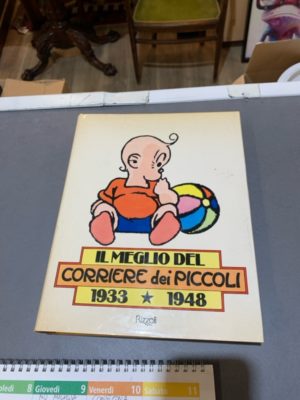 IL MEGLIO DEL
CORRIERE dei PICCOLI
1933 ★ 1948
Rizzoli
8 Giovedì 9 Venerdì 10 Sabato 11